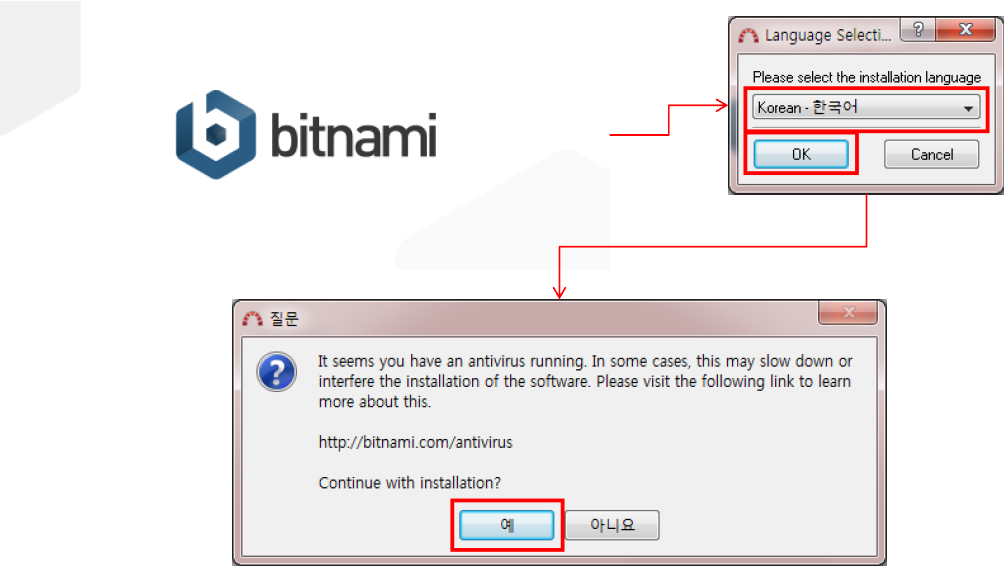 bitnami
Language Selecti...
Please select the installation language
Korean - 한국어
OK
Cancel
질문
It seems you have an antivirus running. In some cases, this may slow down or
interfere the installation of the software. Please visit the following link to learn
more about this.
http://bitnami.com/antivirus
Continue with installation?
예
아니요